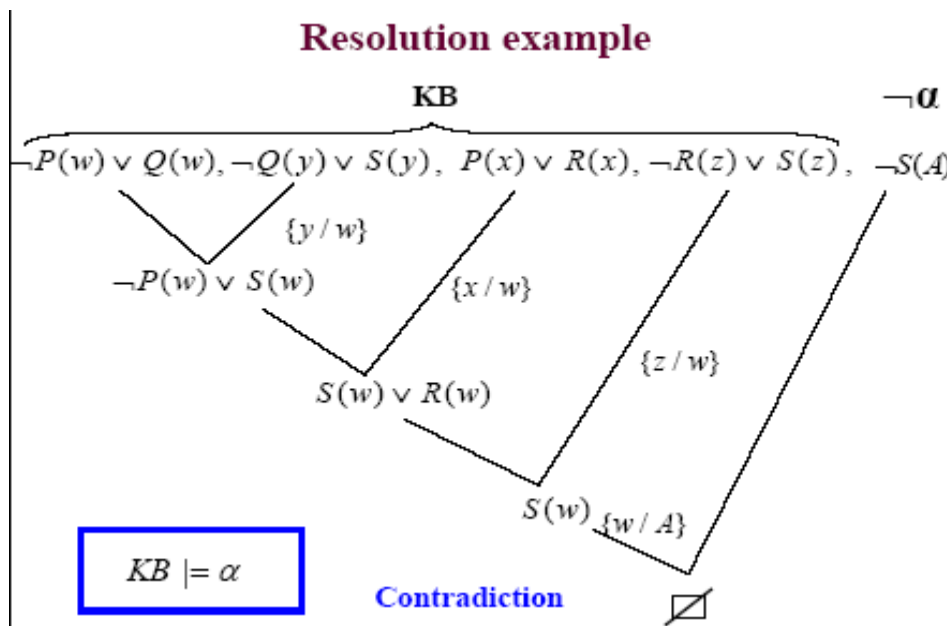 Resolution example
KB ¬α
¬P(w) ∨ Q(w), ¬Q(y) ∨ S(y), P(x) ∨ R(x), ¬R(z) ∨ S(z), ¬S(A)
{y / w}
¬P(w) ∨ S(w)
{x / w}
{z / w}
S(w) ∨ R(w)
S(w) {w / A}
KB |= α
Contradiction